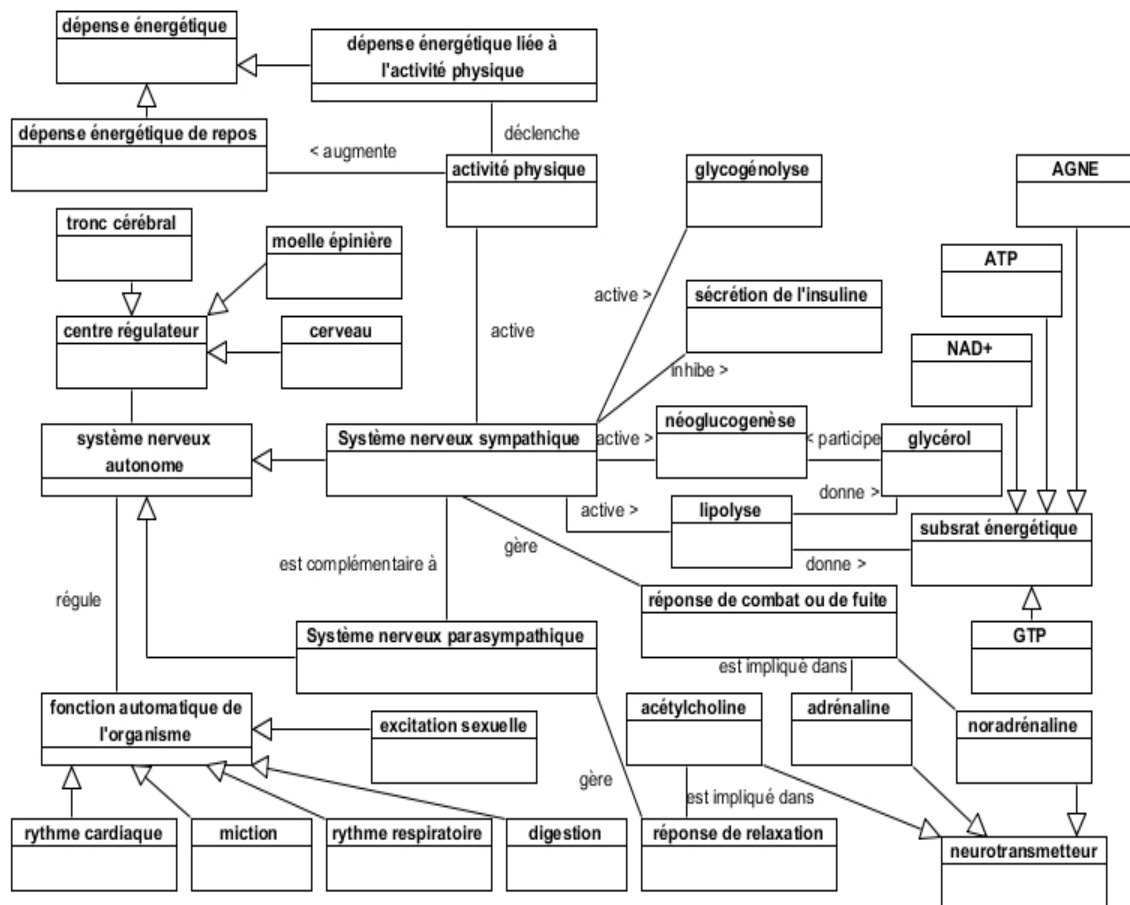 dépense énergétique
dépense énergétique liée à
l'activité physique
dépense énergétique de repos
déclenche
< augmente
activité physique
glycogénolyse
AGNE
tronc cérébral
moelle épinière
ATP
active >
sécrétion de l'insuline
centre régulateur
cerveau
active
NAD+
inhibe >
système nerveux
autonome
Système nerveux sympathique
active >
néoglucogenèse
< participe
glycérol
donne >
active >
lipolyse
subsrat énergétique
gère
est complémentaire à
donne >
régule
réponse de combat ou de fuite
Système nerveux parasympathique
GTP
est impliqué dans
fonction automatique de
l'organisme
excitation sexuelle
acétylcholine
adrénaline
noradrénaline
gère
est impliqué dans
rythme cardiaque
miction
rythme respiratoire
digestion
réponse de relaxation
neurotransmetteur